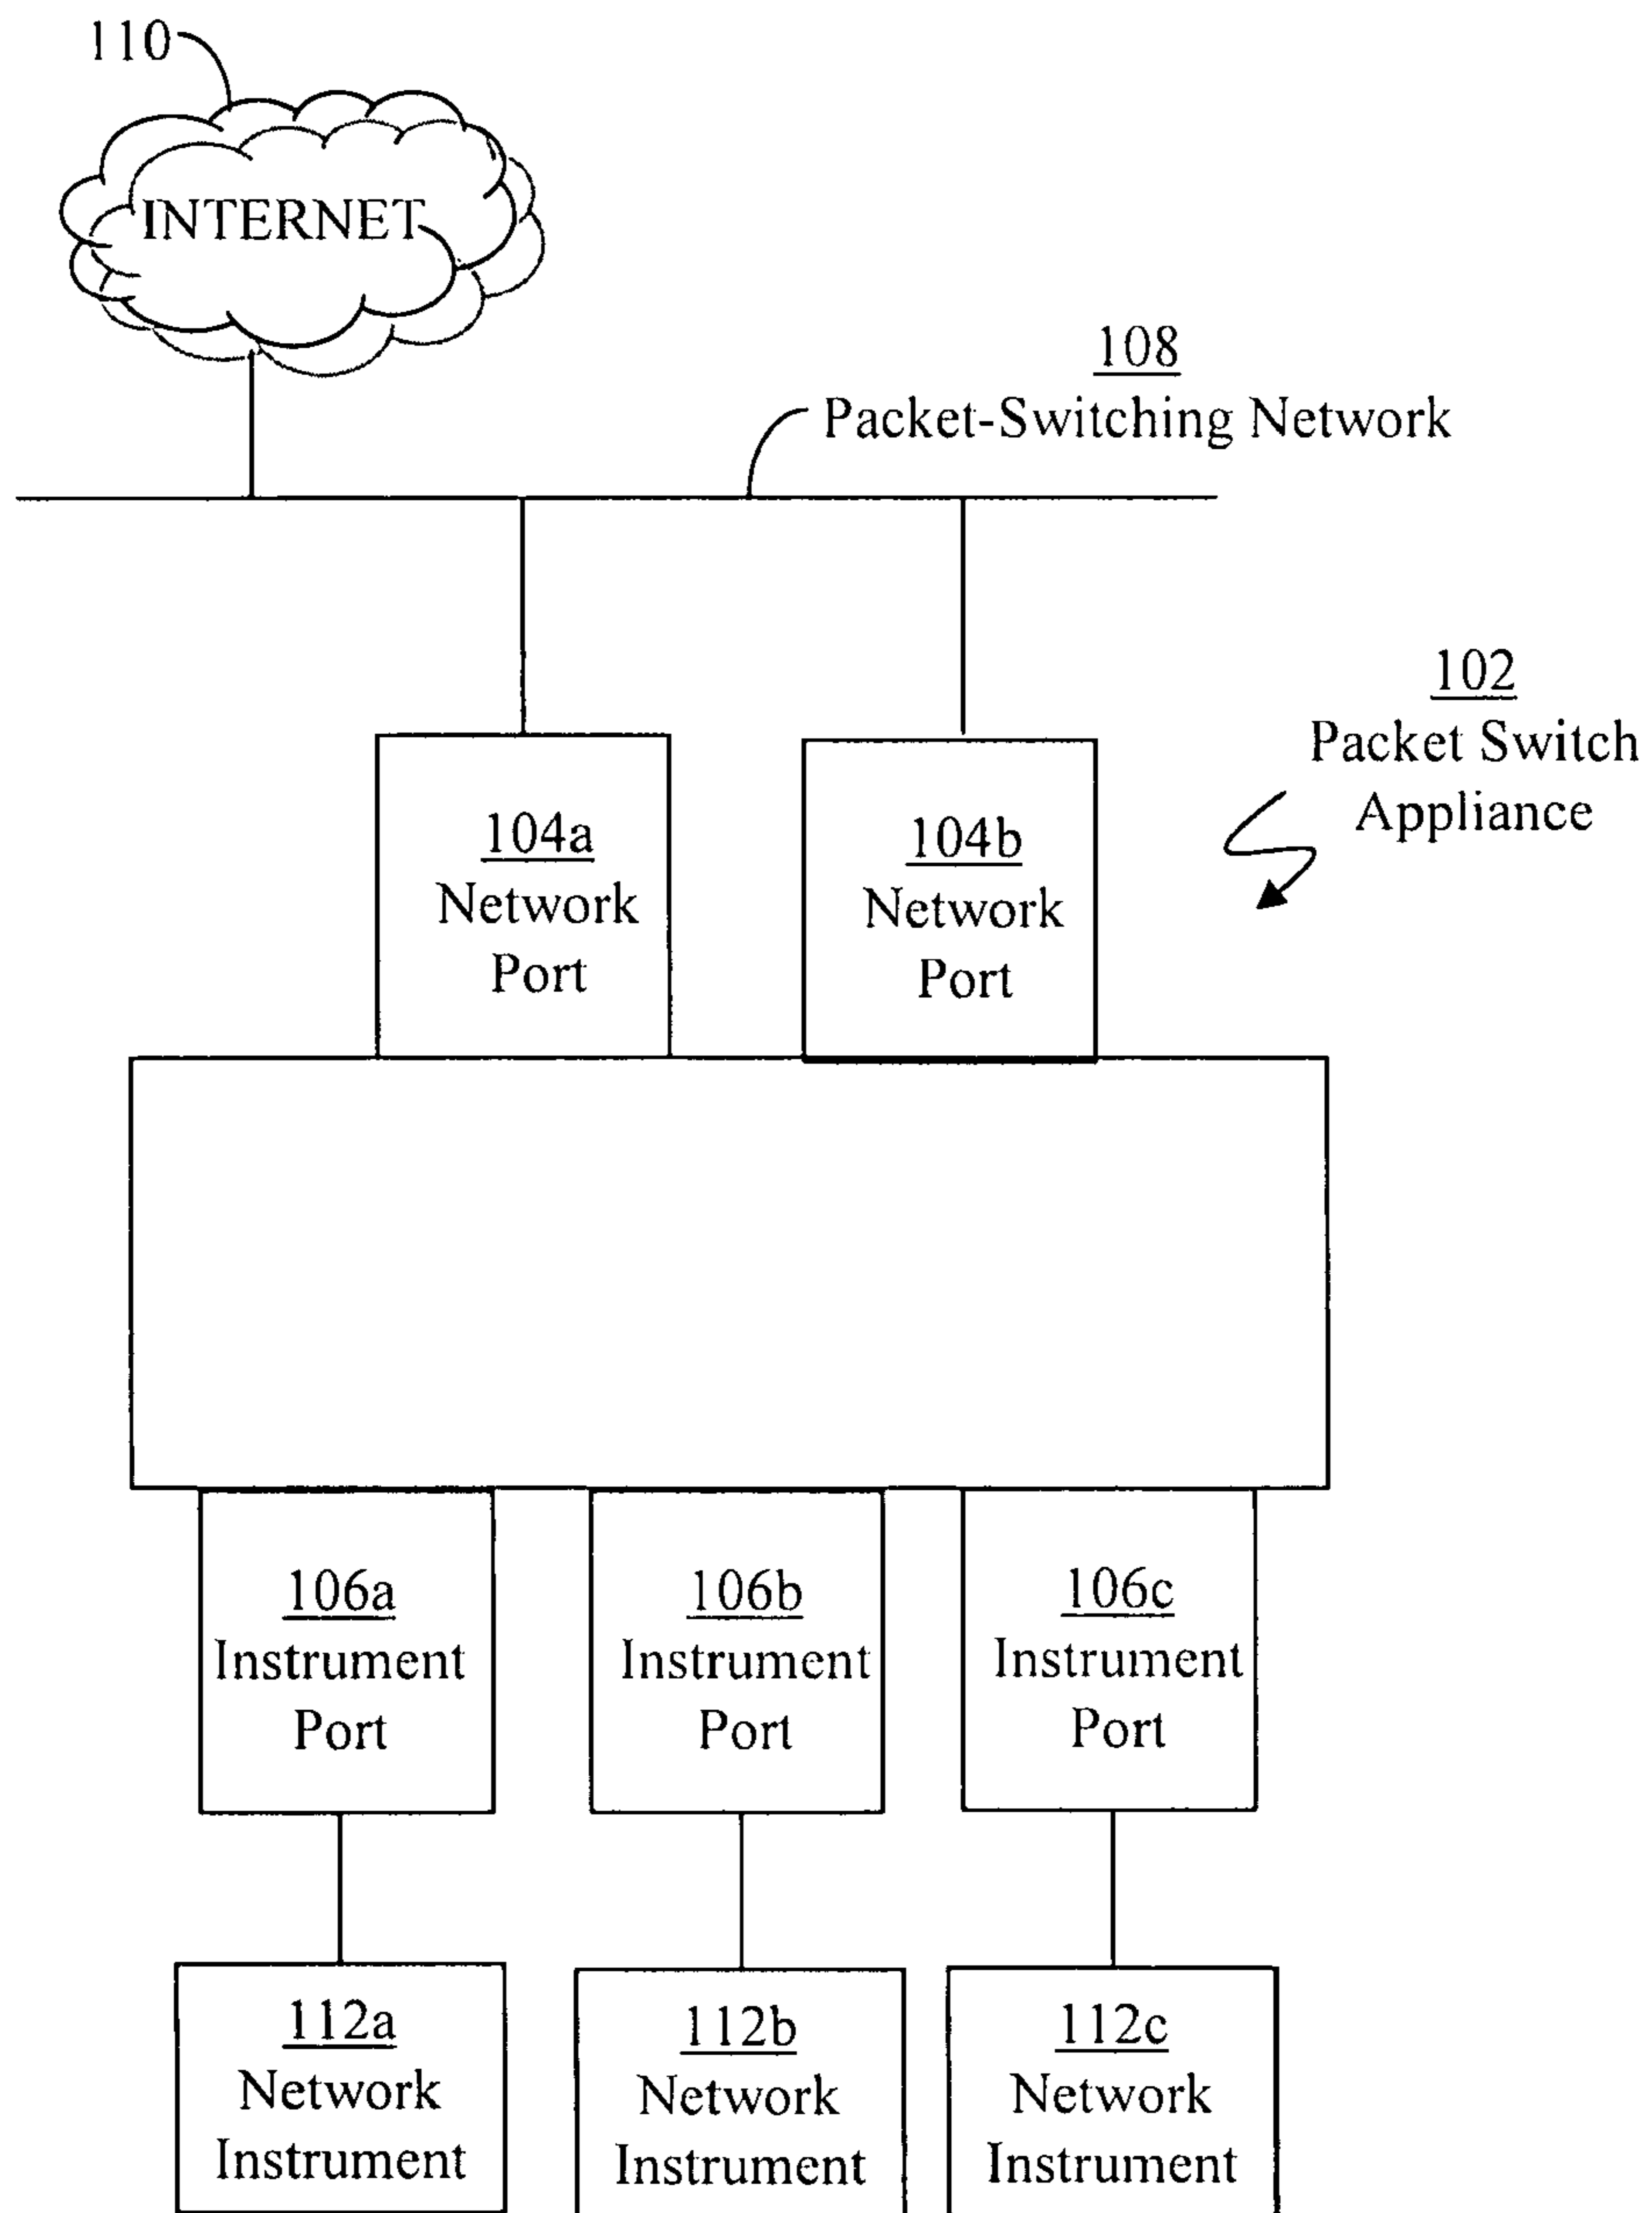 110
INTERNET
108
Packet-Switching Network
102
Packet Switch
Appliance
104a
Network
Port
104b
Network
Port
106a
Instrument
Port
106b
Instrument
Port
106c
Instrument
Port
112a
Network
Instrument
112b
Network
Instrument
112c
Network
Instrument